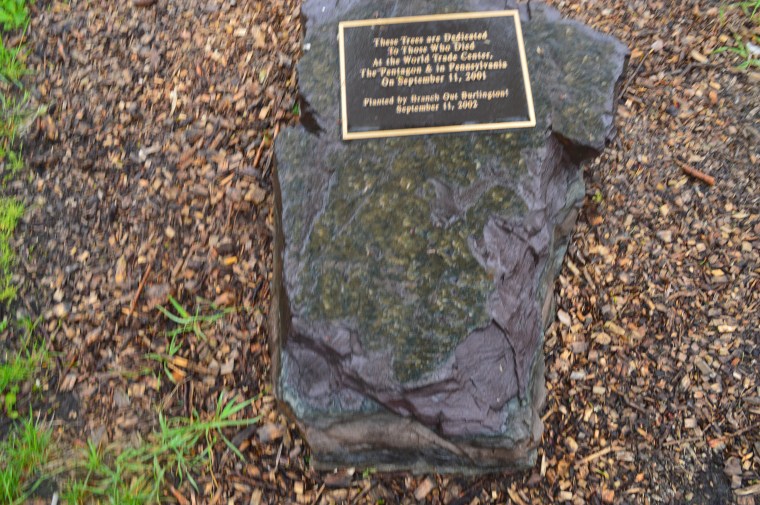 These Trees are Dedicated
To Those Who Died
At the World Trade Center,
The Pentagon & in Pennsylvania
On September 11, 2001
Planted by Branch Out Burlington!
September 11, 2002